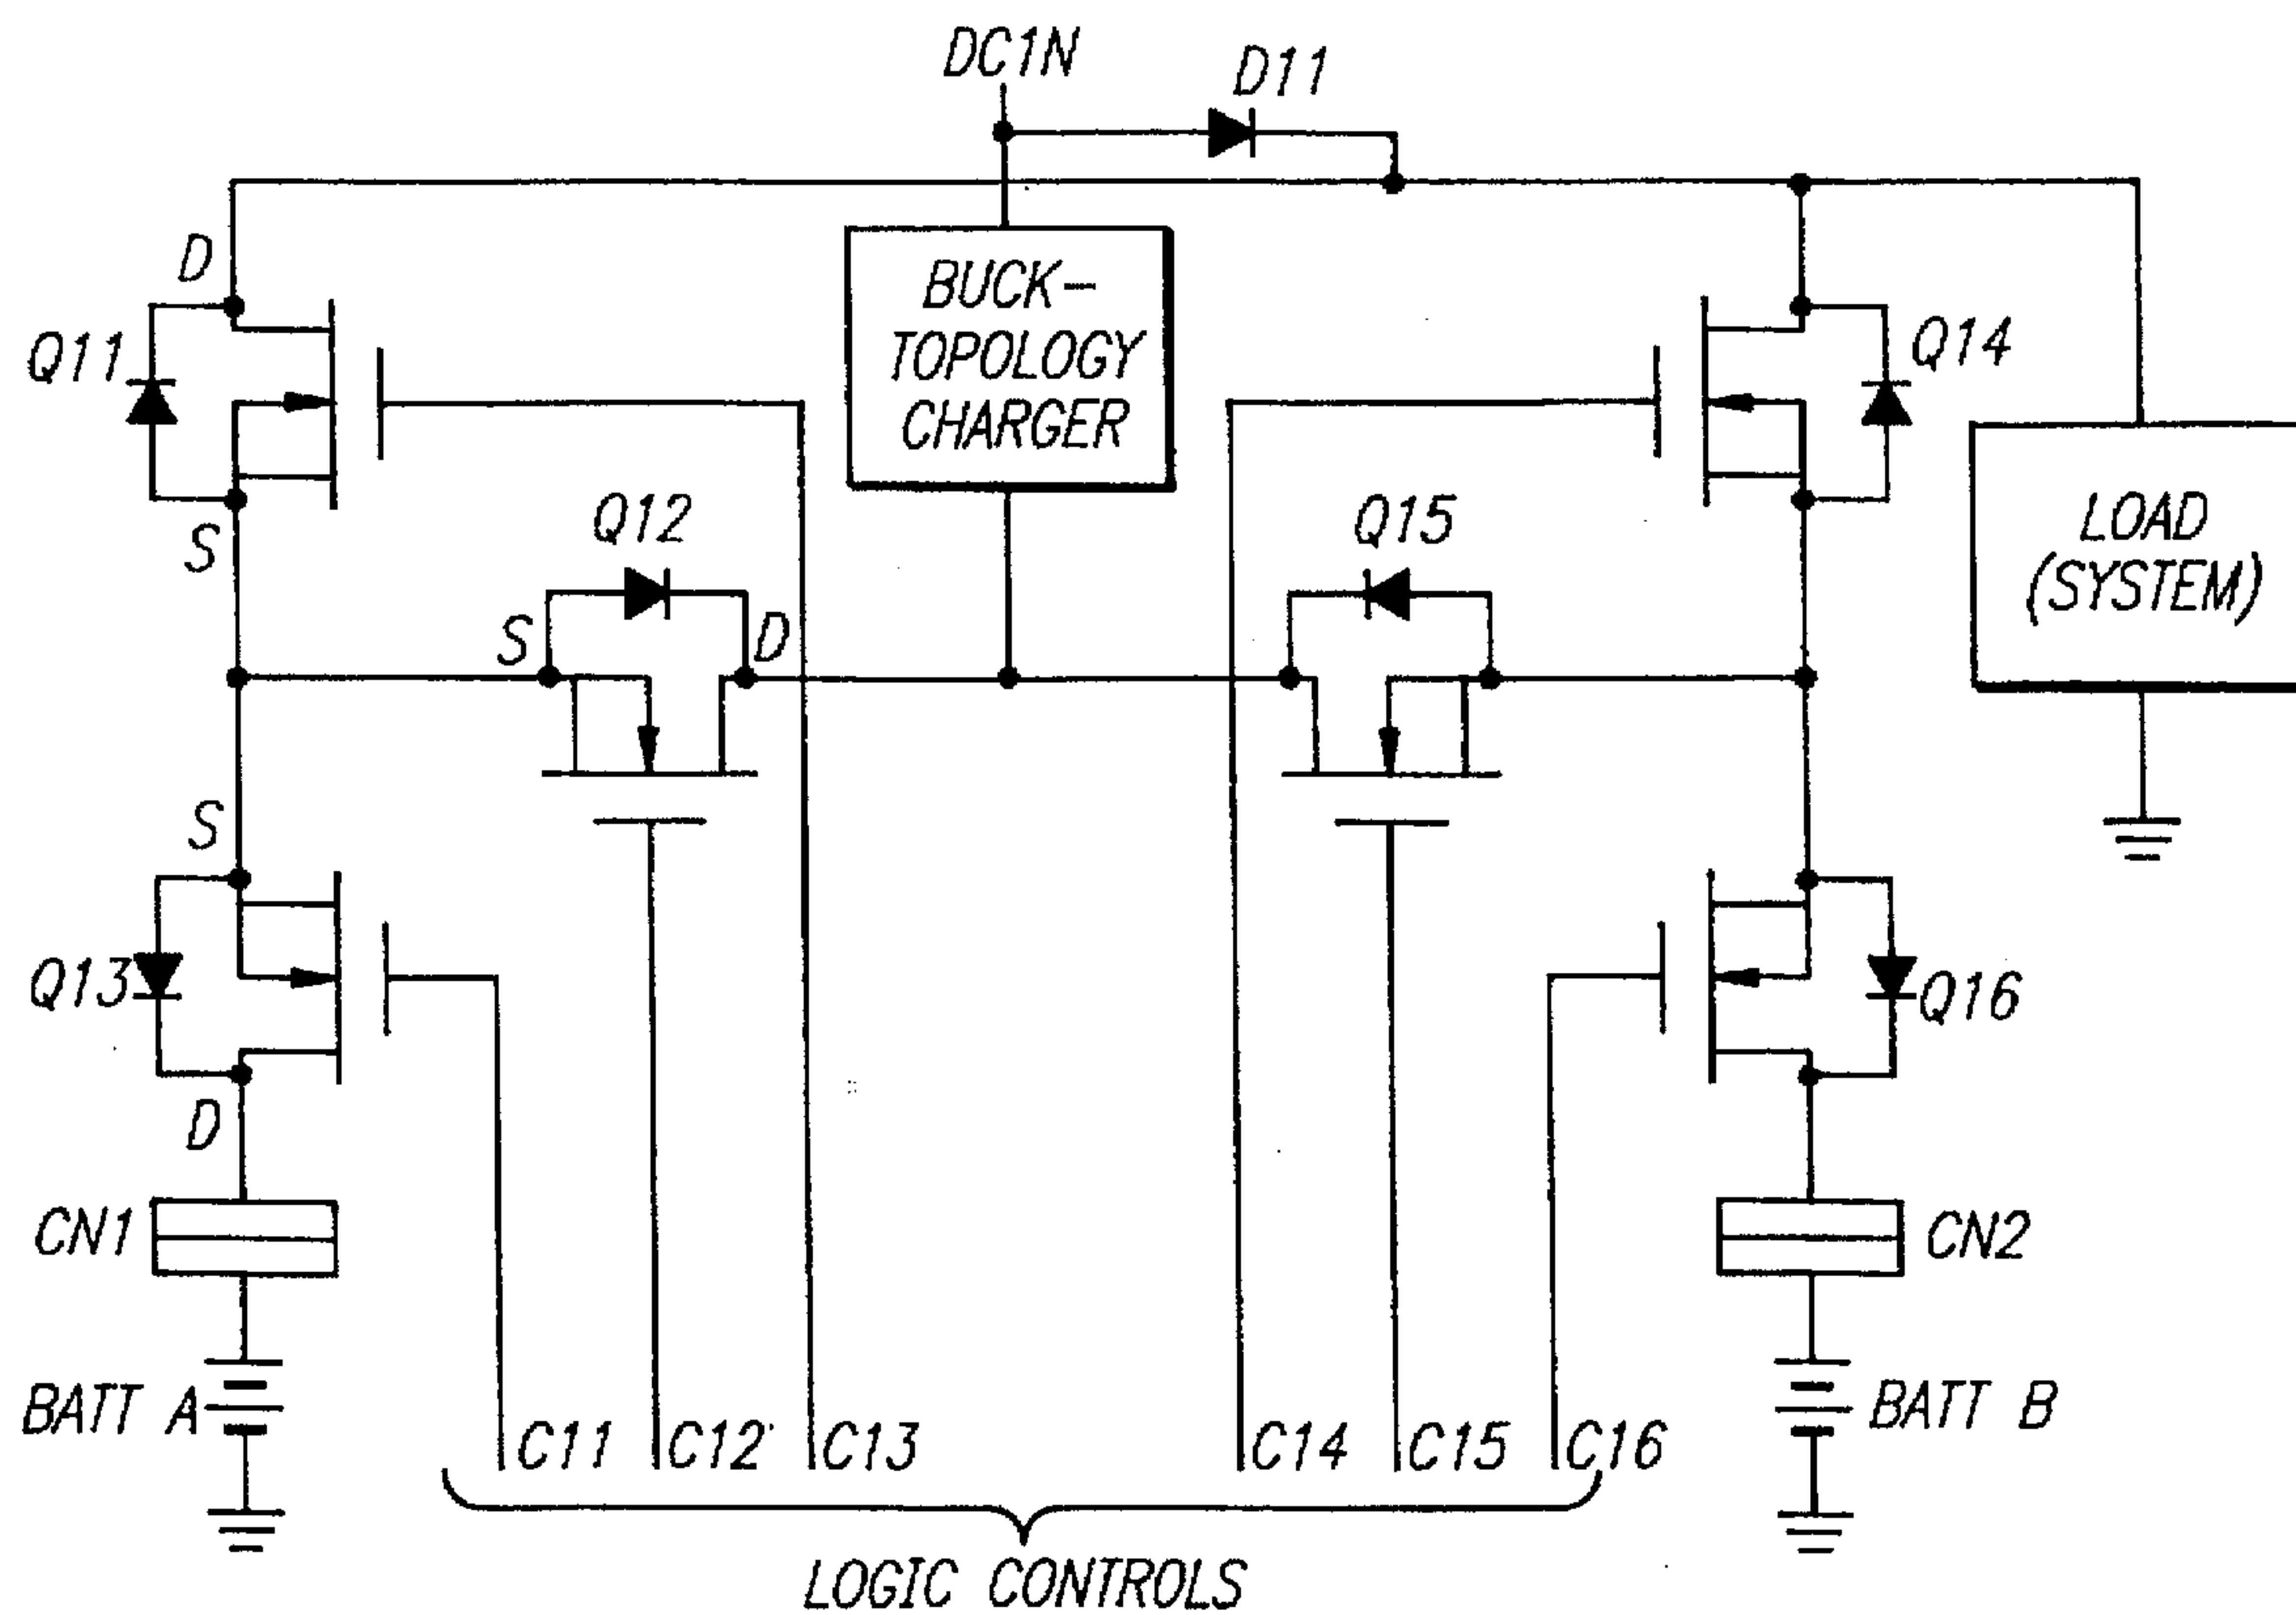 DC1N
D11
D
Q11
BUCK-
TOPOLOGY
CHARGER
Q14
S
Q12
Q15
LOAD
(SYSTEM)
S
D
S
Q13
Q16
D
CN1
CN2
BATT A
BATT B
C11
C12
C13
C14
C15
C16
LOGIC CONTROLS